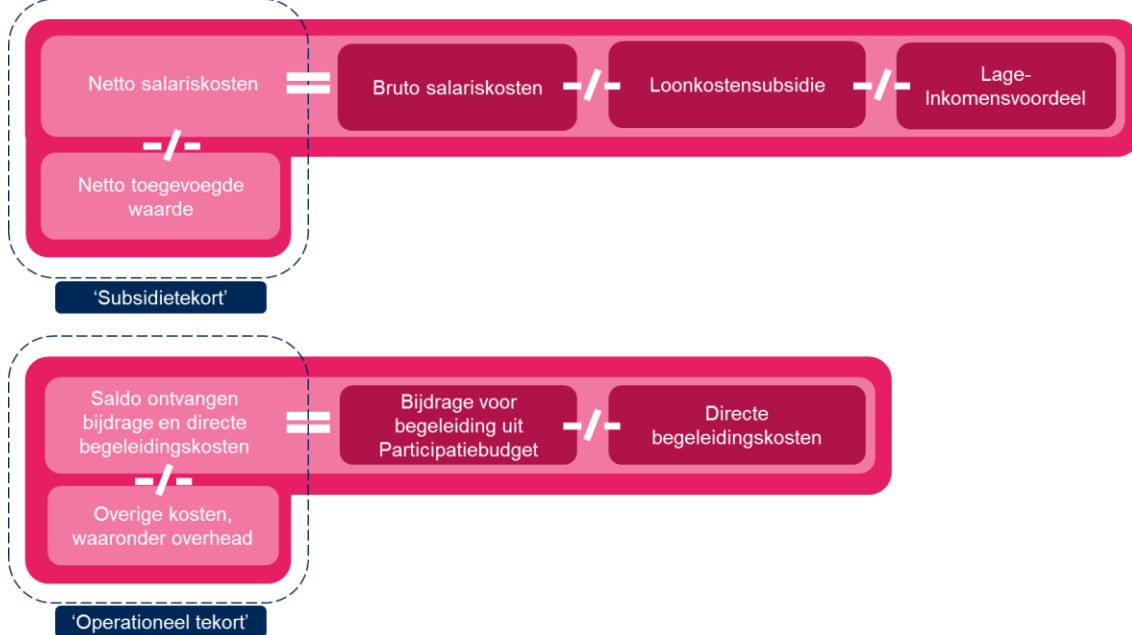 Netto salariskosten
=
Bruto salariskosten
-/-
Loonkostensubsidie
-/-
Lage-
Inkomensvoordeel
-/-
Netto toegevoegde
waarde
‘Subsidietekort’
Saldo ontvangen
bijdrage en directe
begeleidingskosten
=
Bijdrage voor
begeleiding uit
Participatiebudget
-/-
Directe
begeleidingskosten
-/-
Overige kosten,
waaronder overhead
‘Operationeel tekort’